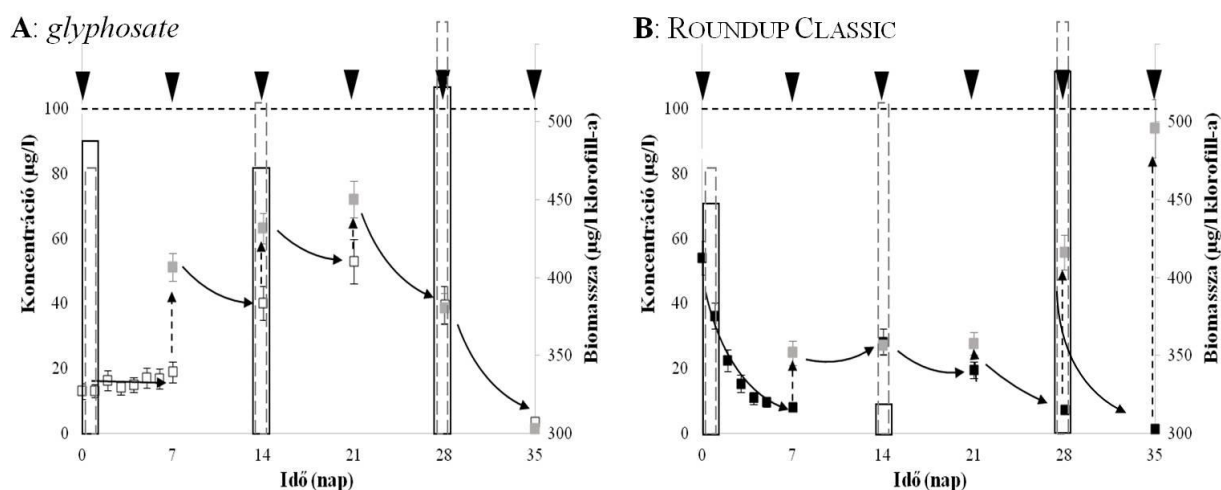 A: glyphosate
Koncentráció (µg/l)
100
80
60
40
20
0
500
450
400
350
300
Biomassza (µg/l klorofill-a)
0 7 14 21 28 35
Idő (nap)
B: ROUNDUP CLASSIC
Koncentráció (µg/l)
100
80
60
40
20
0
500
450
400
350
300
Biomassza (µg/l klorofill-a)
0 7 14 21 28 35
Idő (nap)